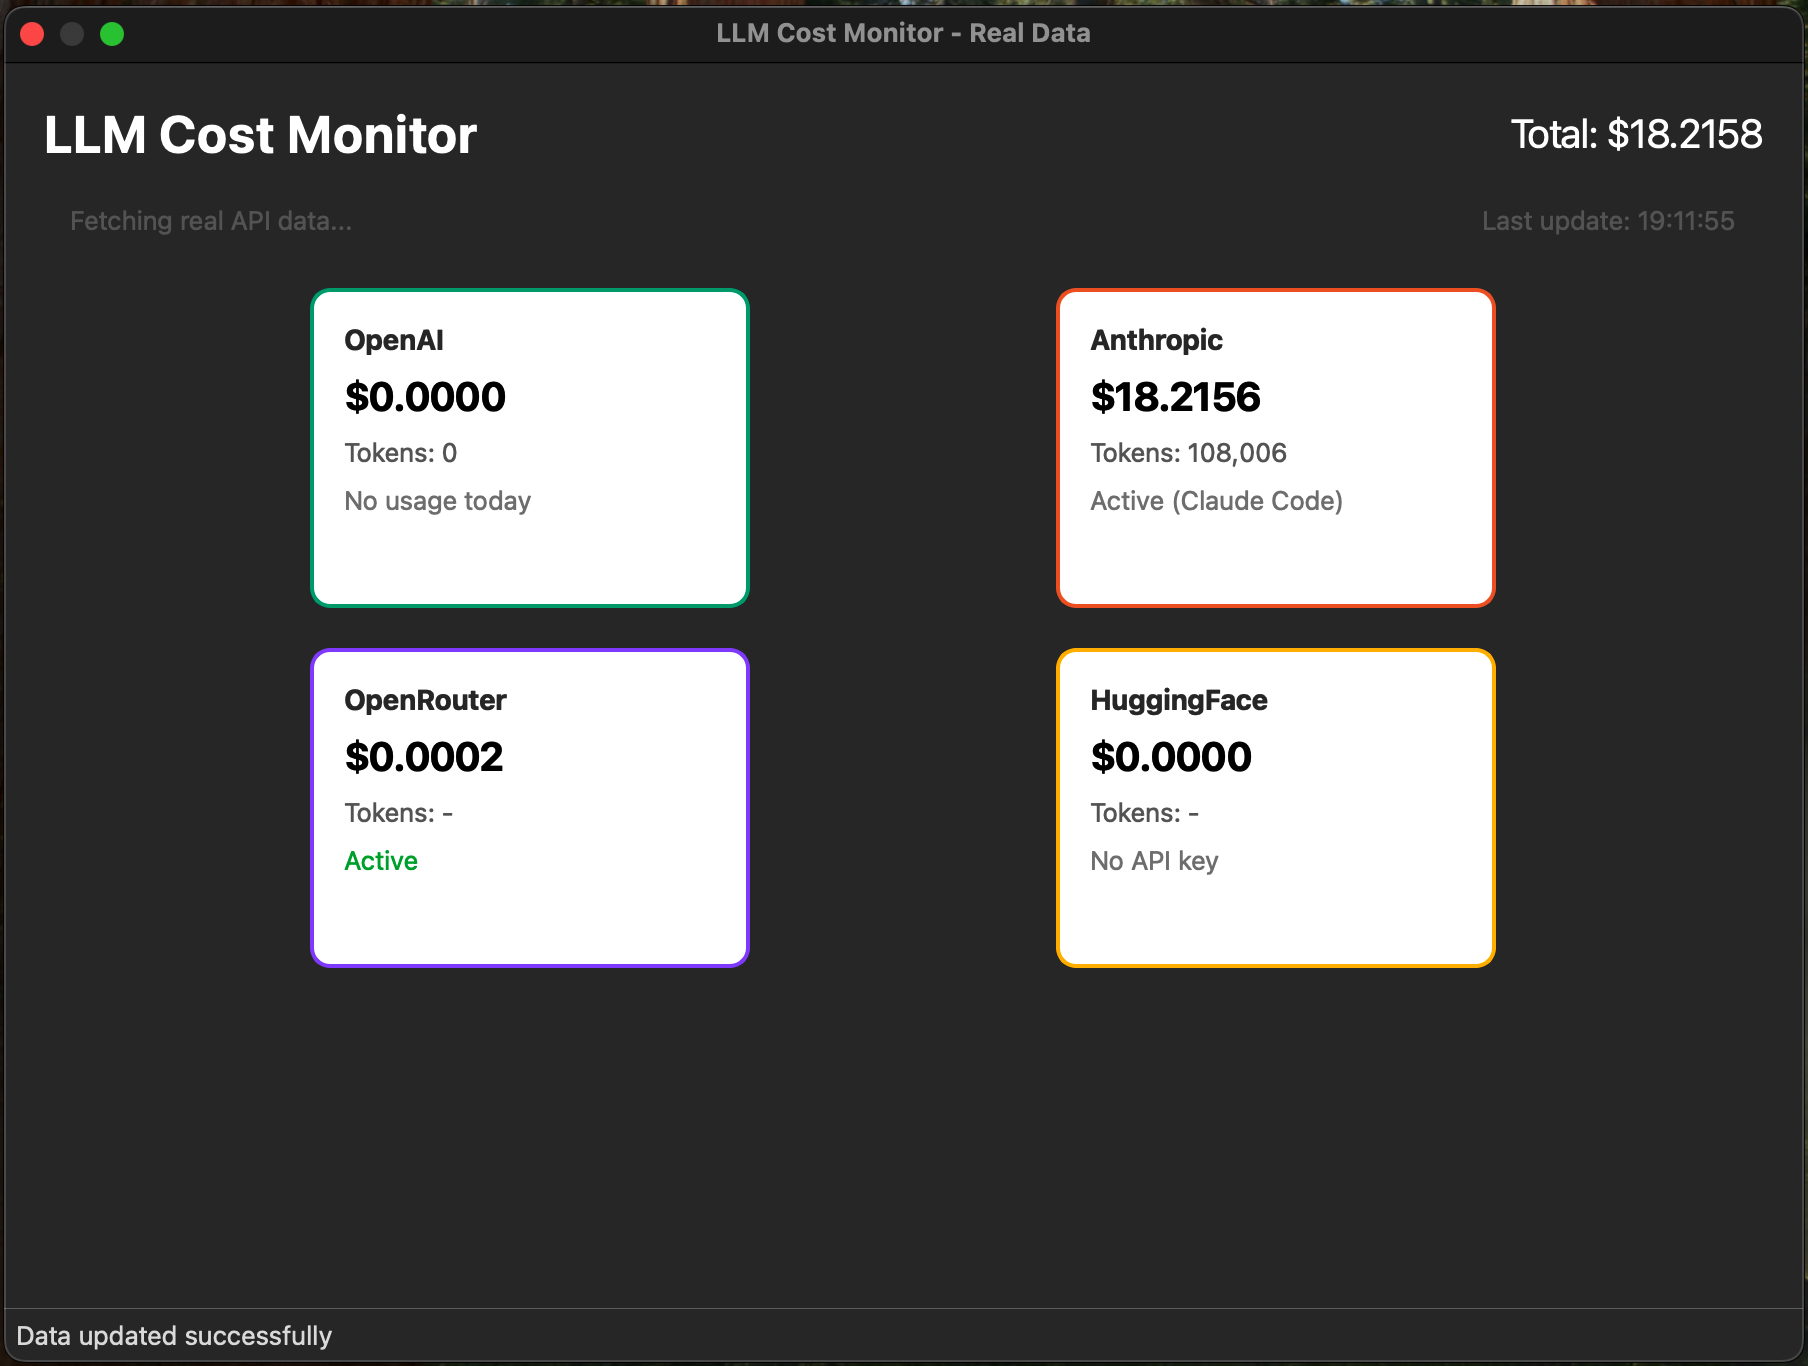 LLM Cost Monitor - Real Data
LLM Cost Monitor
Total: $18.2158
Fetching real API data...
Last update: 19:11:55
OpenAI
$0.0000
Tokens: 0
No usage today
Anthropic
$18.2156
Tokens: 108,006
Active (Claude Code)
OpenRouter
$0.0002
Tokens: -
Active
HuggingFace
$0.0000
Tokens: -
No API key
Data updated successfully